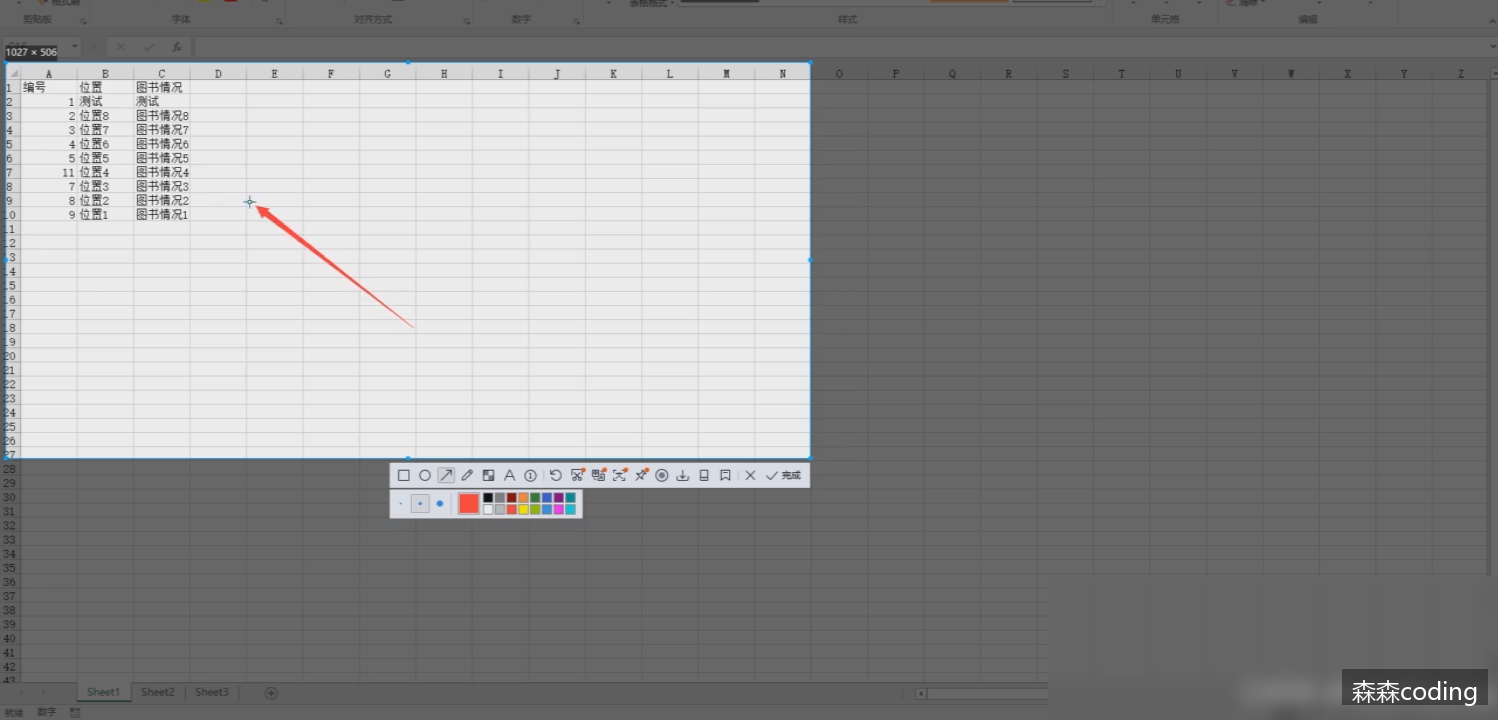 剪贴板 字体 对齐方式 数字 样式 单元格 编辑
1027 × 506
A B C D E F G H I J K L M N O P Q R S T U V W X Y Z
1 编号 位置 图书情况
2 1 测试 测试
3 2 位置8 图书情况8
4 3 位置7 图书情况7
5 4 位置6 图书情况6
6 5 位置5 图书情况5
7 11 位置4 图书情况4
8 7 位置3 图书情况3
9 8 位置2 图书情况2
10 9 位置1 图书情况1
11
12
13
14
15
16
17
18
19
20
21
22
23
24
25
26
27
完成
28
29
30
31
32
33
34
35
36
37
38
39
40
41
42
43
Sheet1 Sheet2 Sheet3
就绪 数字
森森coding